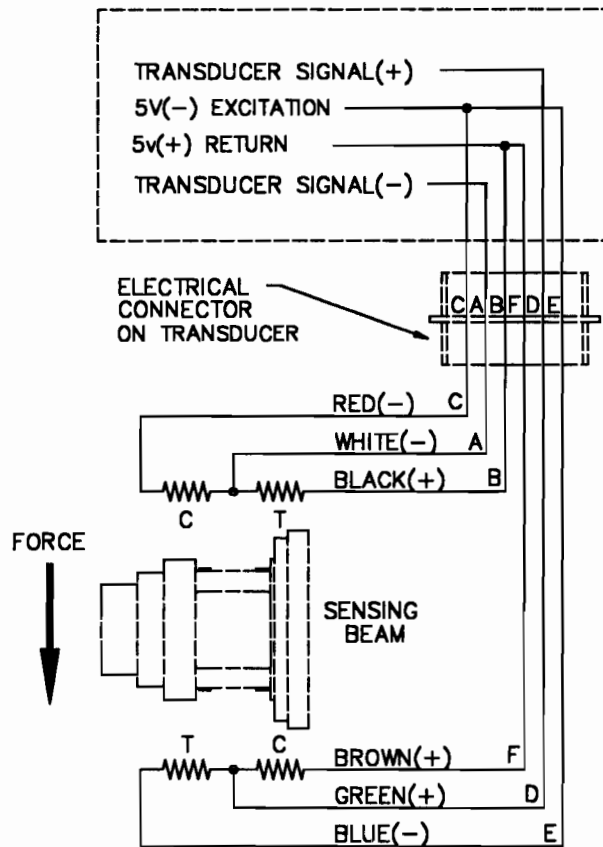 TRANSDUCER SIGNAL(+)
5V(-) EXCITATION
5v(+) RETURN
TRANSDUCER SIGNAL(-)
ELECTRICAL
CONNECTOR
ON TRANSDUCER
C A B F D E
RED(-) C
WHITE(-) A
BLACK(+) B
C T
FORCE
SENSING
BEAM
T C
BROWN(+) F
GREEN(+) D
BLUE(-) E